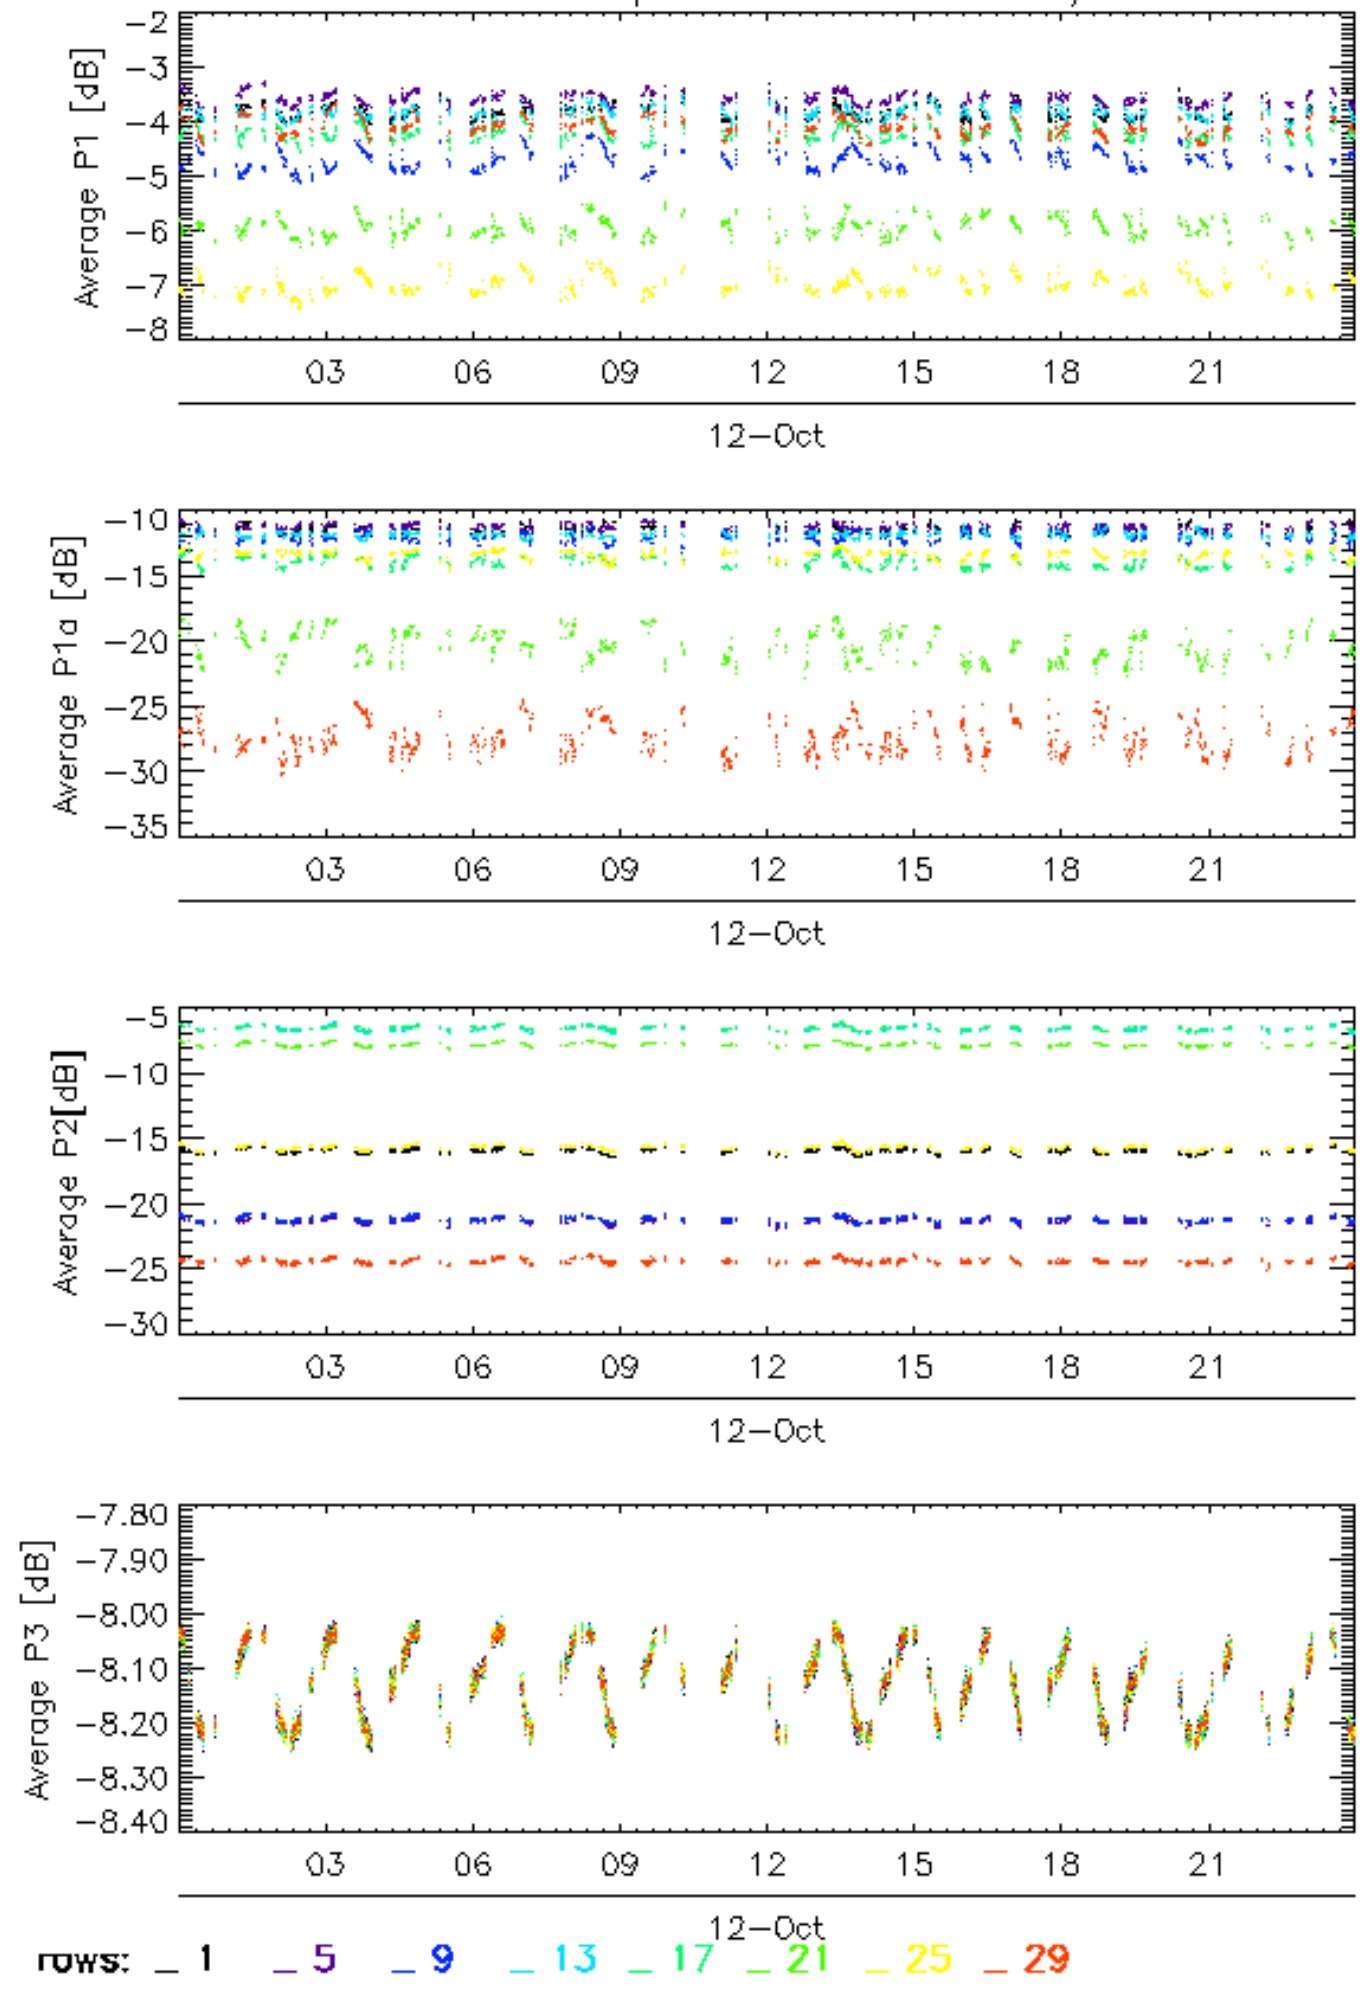 Average P1 [dB]
-2
-3
-4
-5
-6
-7
-8
03 06 09 12 15 18 21
12-Oct
Average P1a [dB]
-10
-15
-20
-25
-30
-35
03 06 09 12 15 18 21
12-Oct
Average P2[dB]
-5
-10
-15
-20
-25
-30
03 06 09 12 15 18 21
12-Oct
Average P3 [dB]
-7.80
-7.90
-8.00
-8.10
-8.20
-8.30
-8.40
03 06 09 12 15 18 21
12-Oct
rows: _ 1 _ 5 _ 9 _ 13 _ 17 _ 21 _ 25 _ 29